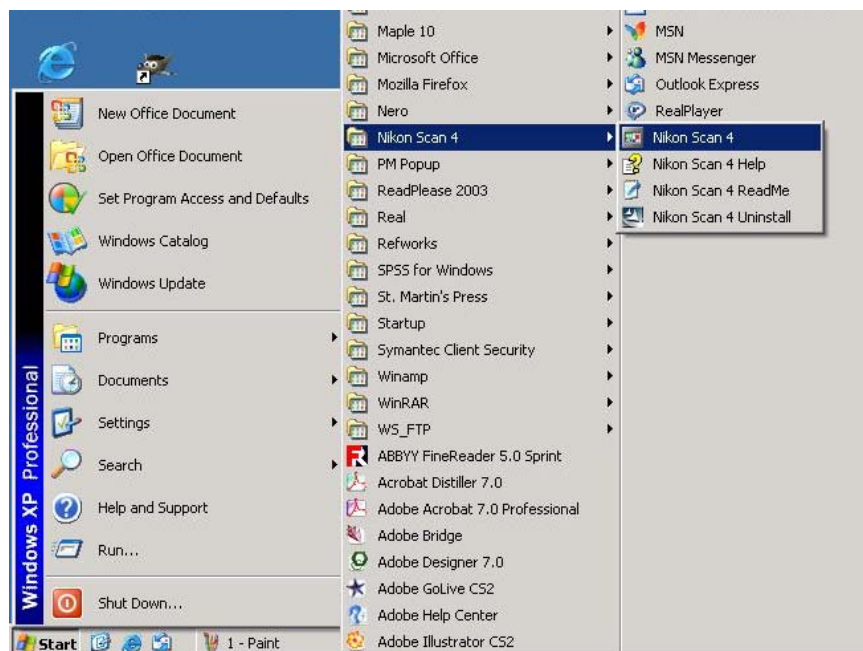 New Office Document
Open Office Document
Set Program Access and Defaults
Windows Catalog
Windows Update
Programs
Documents
Settings
Search
Help and Support
Run...
Shut Down...
Windows XP Professional
Start
1 - Paint
Maple 10
Microsoft Office
Mozilla Firefox
Nero
Nikon Scan 4
PM Popup
ReadPlease 2003
Real
Refworks
SPSS for Windows
St. Martin's Press
Startup
Symantec Client Security
Winamp
WinRAR
WS_FTP
ABBYY FineReader 5.0 Sprint
Acrobat Distiller 7.0
Adobe Acrobat 7.0 Professional
Adobe Bridge
Adobe Designer 7.0
Adobe GoLive CS2
Adobe Help Center
Adobe Illustrator CS2
MSN
MSN Messenger
Outlook Express
RealPlayer
Nikon Scan 4
Nikon Scan 4 Help
Nikon Scan 4 ReadMe
Nikon Scan 4 Uninstall